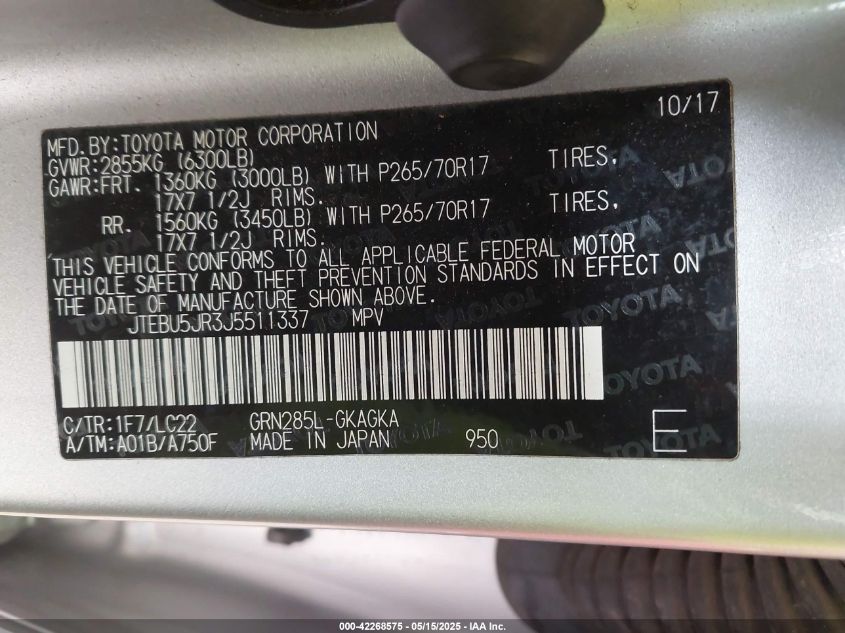 10/17
MFD.BY:TOYOTA MOTOR CORPORATION
GVWR:2855KG (6300LB)
GAWR:FRT. 1360KG (3000LB) WITH P265/70R17 TIRES,
17X7 1/2J RIMS.
RR. 1560KG (3450LB) WITH P265/70R17 TIRES,
17X7 1/2J RIMS.
THIS VEHICLE CONFORMS TO ALL APPLICABLE FEDERAL MOTOR
VEHICLE SAFETY AND THEFT PREVENTION STANDARDS IN EFFECT ON
THE DATE OF MANUFACTURE SHOWN ABOVE.
JTEBU5JR3J5511337 MPV
C/TR:1F7/LC22 GRN285L-GKAGKA
A/TM:A01B/A750F MADE IN JAPAN 950 E
000-42268575 - 05/15/2025 - IAA Inc.